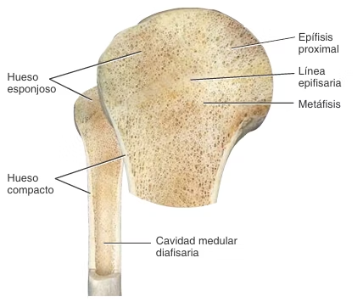 Epífisis
proximal
Línea
epifisaria
Metáfisis
Hueso
esponjoso
Hueso
compacto
Cavidad medular
diafisaria